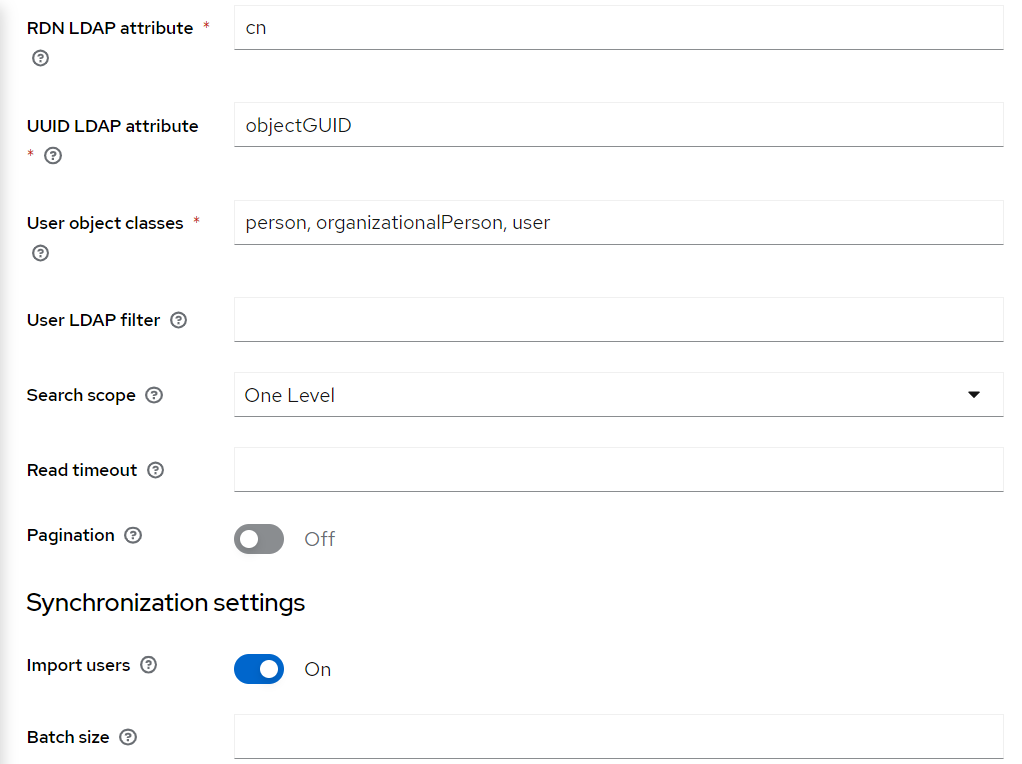 RDN LDAP attribute *
cn
UUID LDAP attribute
*
objectGUID
User object classes *
person, organizationalPerson, user
User LDAP filter
Search scope
One Level
Read timeout
Pagination
Off
Synchronization settings
Import users
On
Batch size